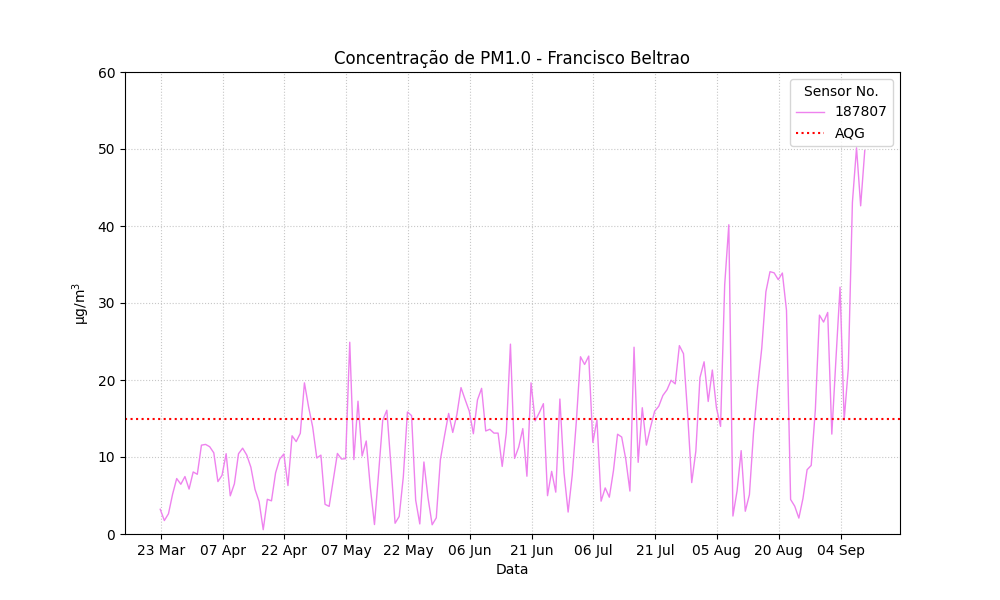 Concentração de PM1.0 - Francisco Beltrao
60
50
40
30
20
10
0
µg/m³
Sensor No.
187807
AQG
23 Mar
07 Apr
22 Apr
07 May
22 May
06 Jun
21 Jun
06 Jul
21 Jul
05 Aug
20 Aug
04 Sep
Data